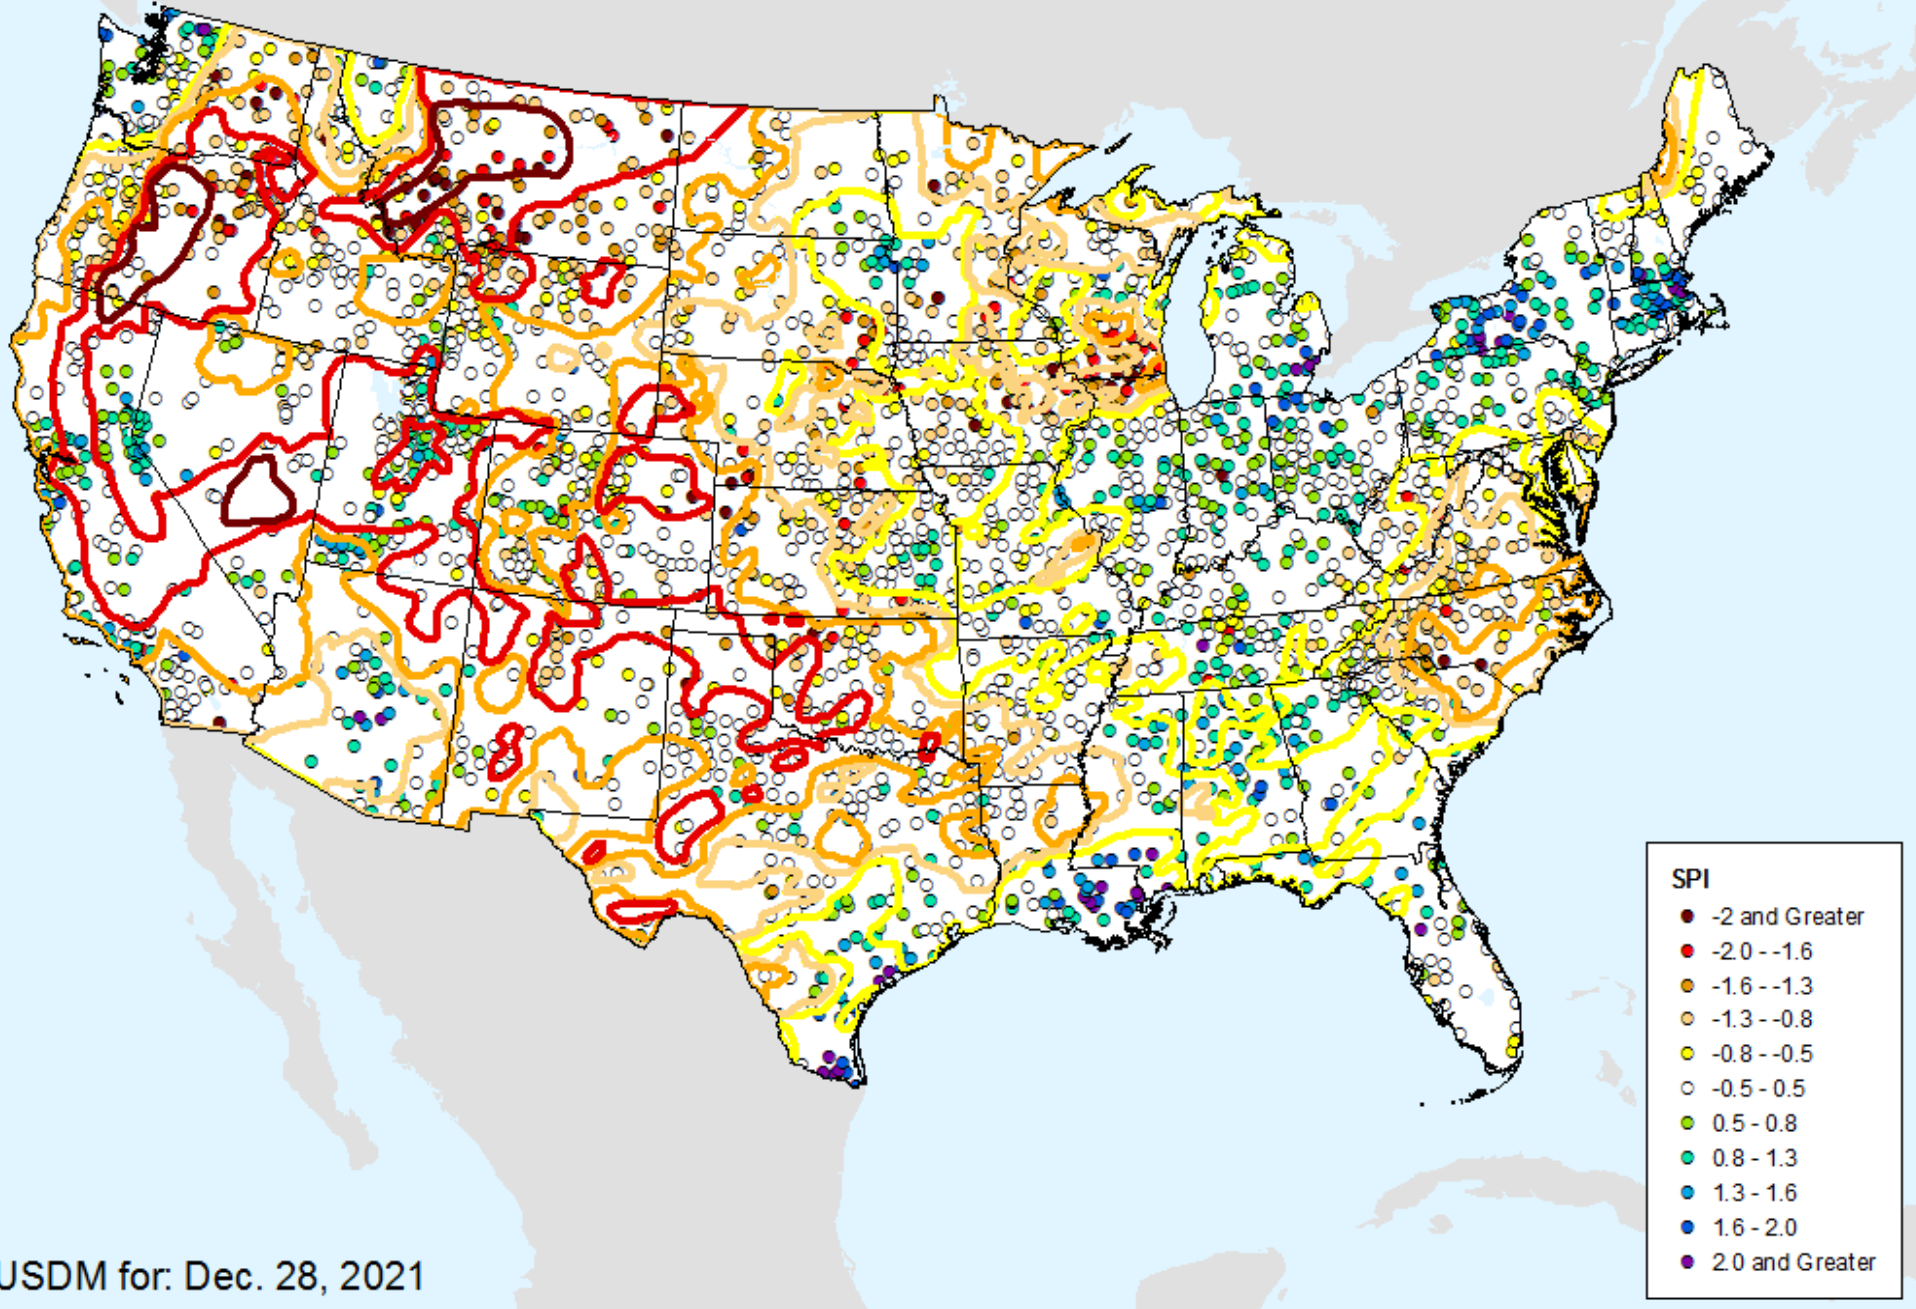 SPI
-2 and Greater
-2.0 - -1.6
-1.6 - -1.3
-1.3 - -0.8
-0.8 - -0.5
-0.5 - 0.5
0.5 - 0.8
0.8 - 1.3
1.3 - 1.6
1.6 - 2.0
2.0 and Greater
USDM for: Dec. 28, 2021